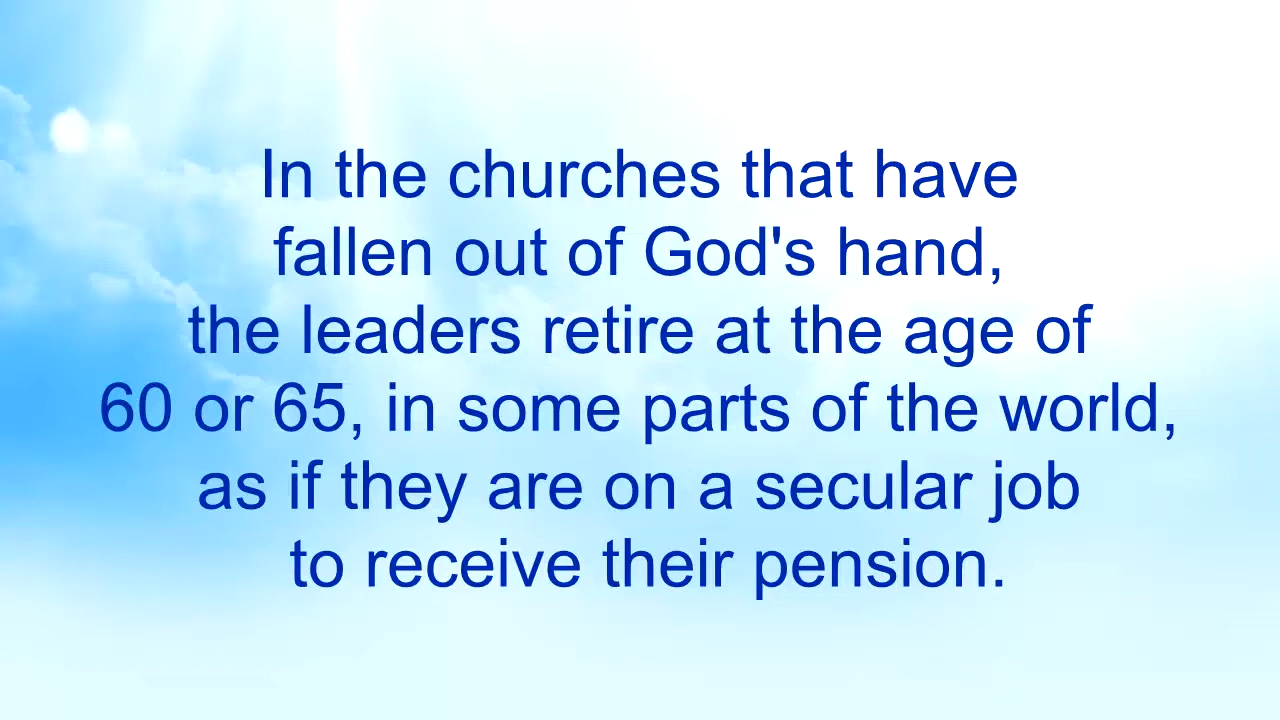 In the churches that have
fallen out of God's hand,
the leaders retire at the age of
60 or 65, in some parts of the world,
as if they are on a secular job
to receive their pension.